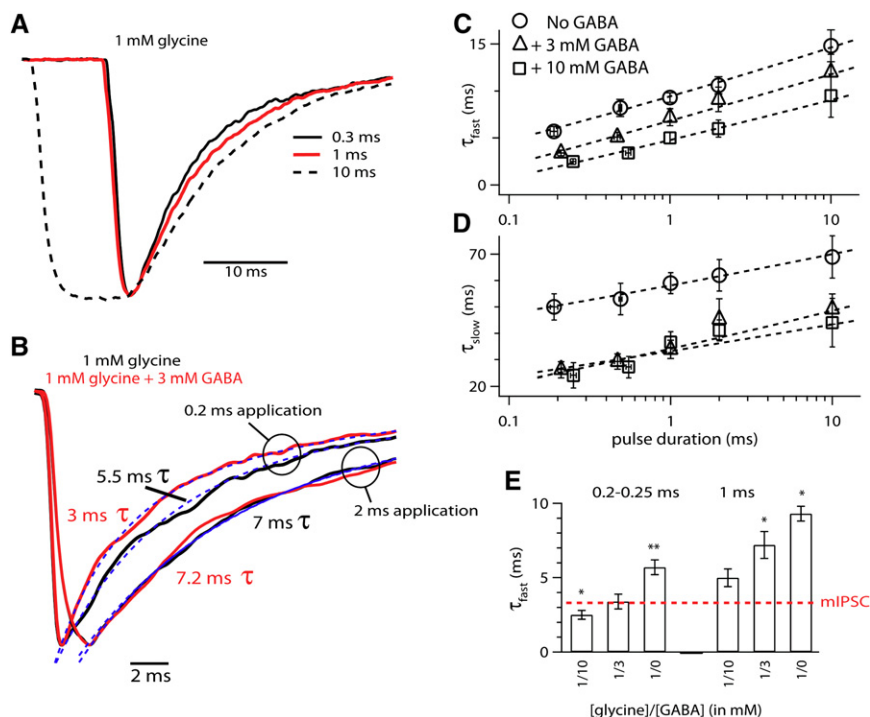 A
1 mM glycine
0.3 ms
1 ms
10 ms
10 ms
B
1 mM glycine
1 mM glycine + 3 mM GABA
0.2 ms application
5.5 ms τ
3 ms τ
7 ms τ
2 ms application
7.2 ms τ
2 ms
C
No GABA
+ 3 mM GABA
+ 10 mM GABA
15
0
τfast (ms)
0.1
1
10
D
70
20
τslow (ms)
0.1
1
10
pulse duration (ms)
E
0.2-0.25 ms
1 ms
10
5
0
τfast (ms)
*
**
*
*
mIPSC
1/10
1/3
1/0
1/10
1/3
1/0
[glycine]/[GABA] (in mM)